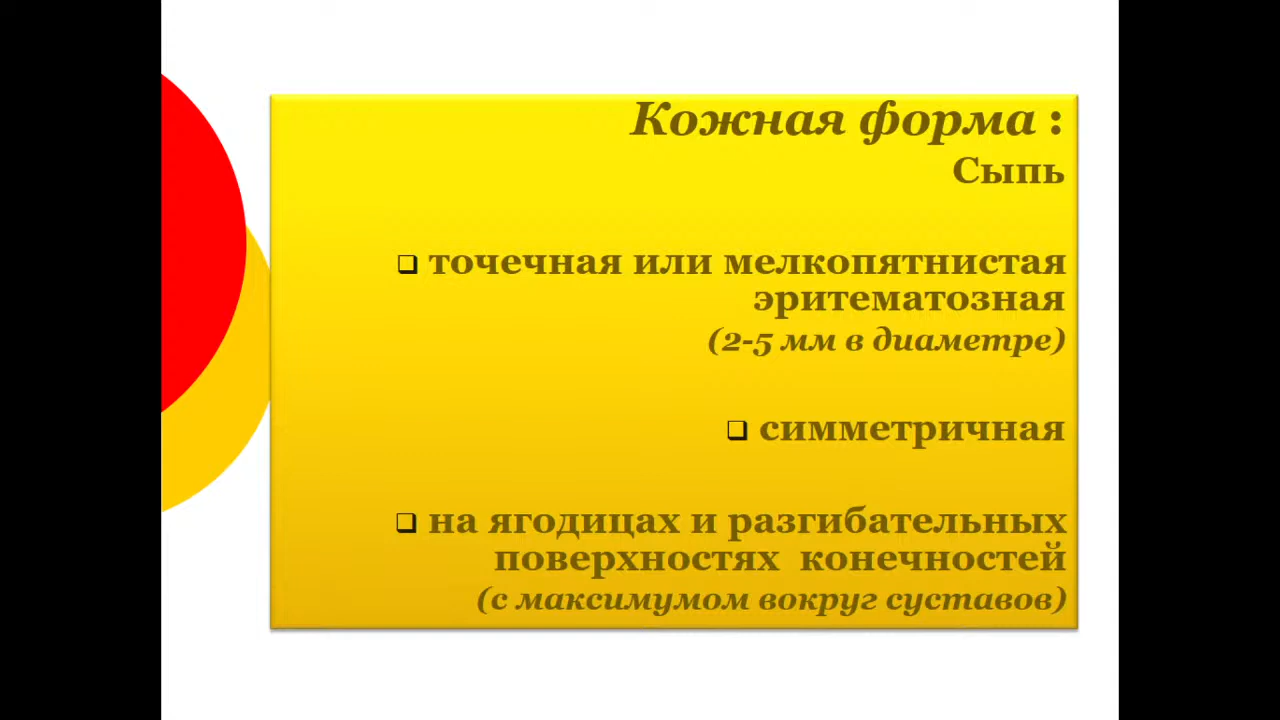 Кожная форма :
Сыпь
❑ точечная или мелкопятнистая
эритематозная
(2-5 мм в диаметре)
❑ симметричная
❑ на ягодицах и разгибательных
поверхностях конечностей
(с максимумом вокруг суставов)